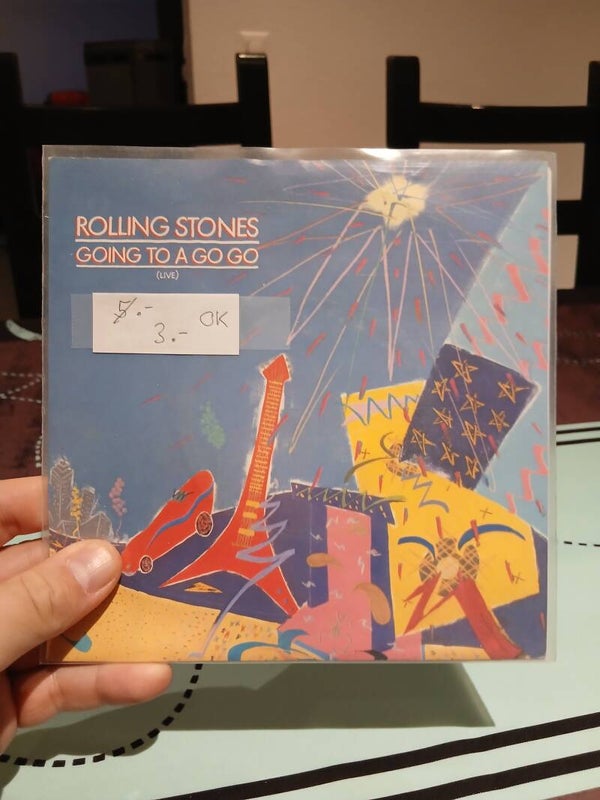 ROLLING STONES
GOING TO A GO GO
(LIVE)
5.-
3.- OK